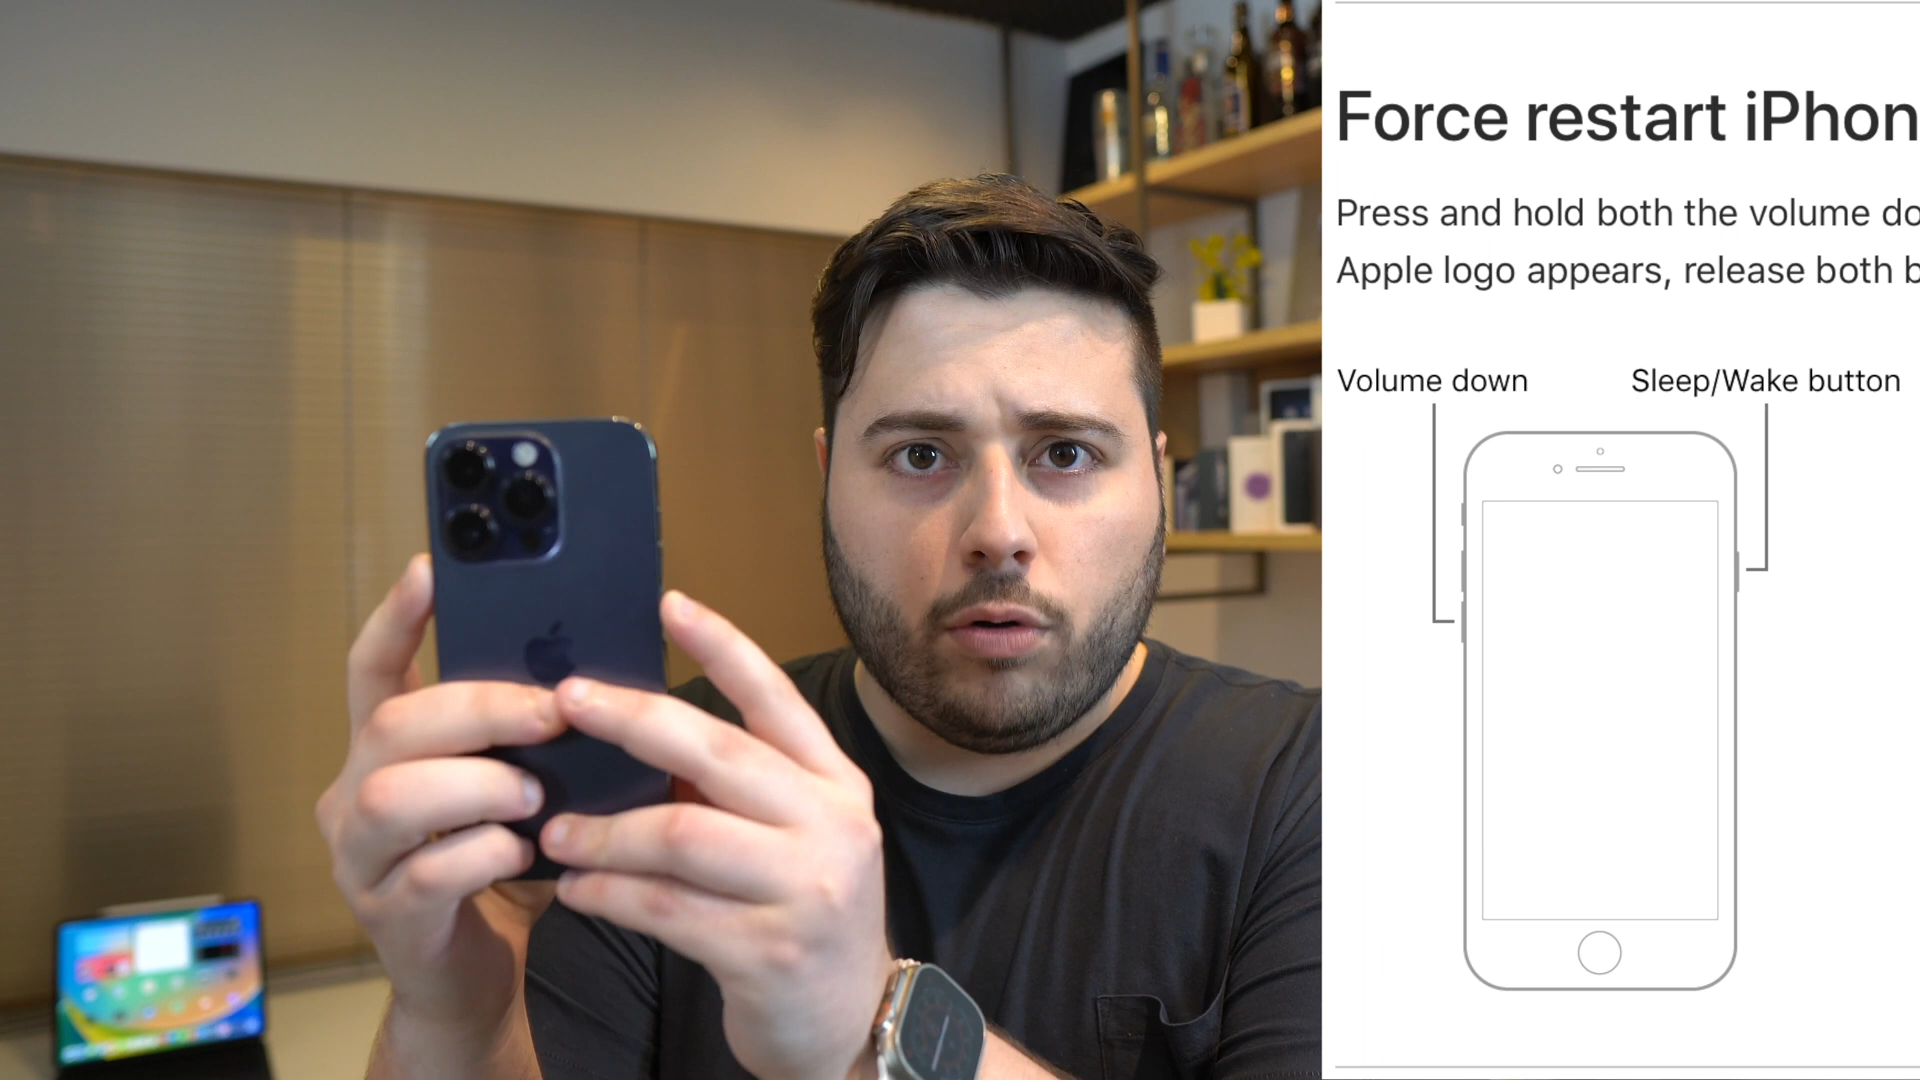 Force restart iPhon
Press and hold both the volume do
Apple logo appears, release both b
Volume down
Sleep/Wake button